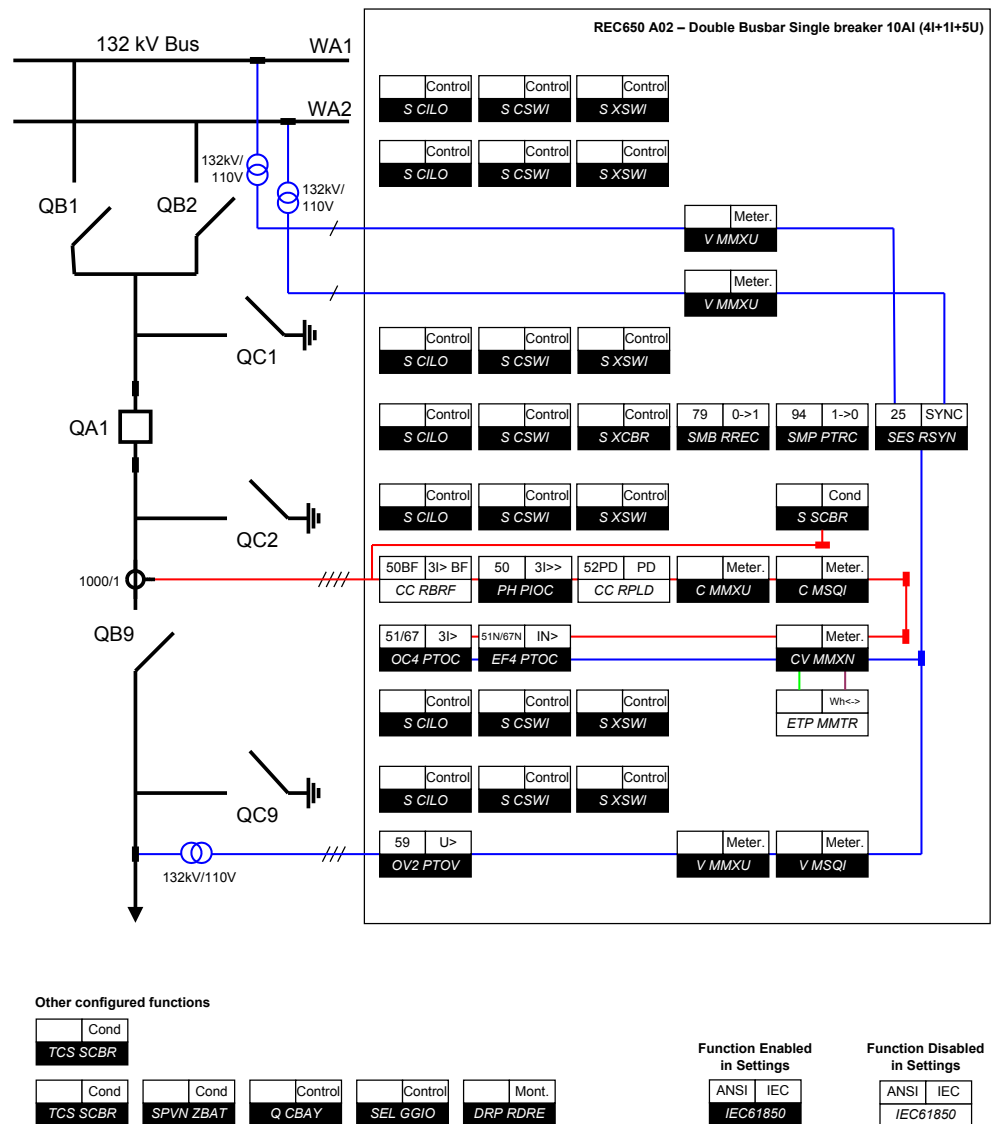 REC650 A02 – Double Busbar Single breaker 10AI (4I+1I+5U)
132 kV Bus
WA1
WA2
Control
S CILO
Control
S CSWI
Control
S XSWI
Control
S CILO
Control
S CSWI
Control
S XSWI
132kV/
110V
132kV/
110V
QB1
QB2
Meter.
V MMXU
Meter.
V MMXU
QC1
Control
S CILO
Control
S CSWI
Control
S XSWI
QA1
Control
S CILO
Control
S CSWI
Control
S XCBR
79 0->1
SMB RREC
94 1->0
SMP PTRC
25 SYNC
SES RSYN
QC2
Control
S CILO
Control
S CSWI
Control
S XSWI
Cond
S SCBR
1000/1
50BF 3I> BF
CC RBRF
50 3I>>
PH PIOC
52PD PD
CC RPLD
Meter.
C MMXU
Meter.
C MSQI
QB9
51/67 3I>
OC4 PTOC
51N/67N IN>
EF4 PTOC
Meter.
CV MMXN
Control
S CILO
Control
S CSWI
Control
S XSWI
Wh<->
ETP MMTR
QC9
Control
S CILO
Control
S CSWI
Control
S XSWI
132kV/110V
59 U>
OV2 PTOV
Meter.
V MMXU
Meter.
V MSQI
Other configured functions
Cond
TCS SCBR
Cond
TCS SCBR
Cond
SPVN ZBAT
Control
Q CBAY
Control
SEL GGIO
Mont.
DRP RDRE
Function Enabled
in Settings
ANSI IEC
IEC61850
Function Disabled
in Settings
ANSI IEC
IEC61850